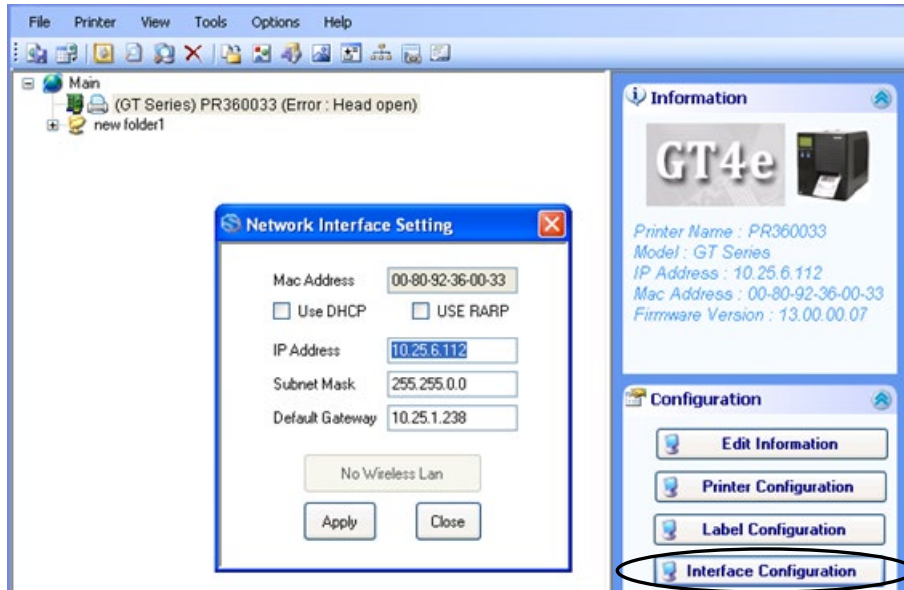 File Printer View Tools Options Help
Main
(GT Series) PR360033 (Error : Head open)
new folder1
Network Interface Setting
Mac Address 00-80-92-36-00-33
Use DHCP USE RARP
IP Address 10.25.6.112
Subnet Mask 255.255.0.0
Default Gateway 10.25.1.238
No Wireless Lan
Apply Close
Information
GT4e
Printer Name : PR360033
Model : GT Series
IP Address : 10.25.6.112
Mac Address : 00-80-92-36-00-33
Firmware Version : 13.00.00.07
Configuration
Edit Information
Printer Configuration
Label Configuration
Interface Configuration